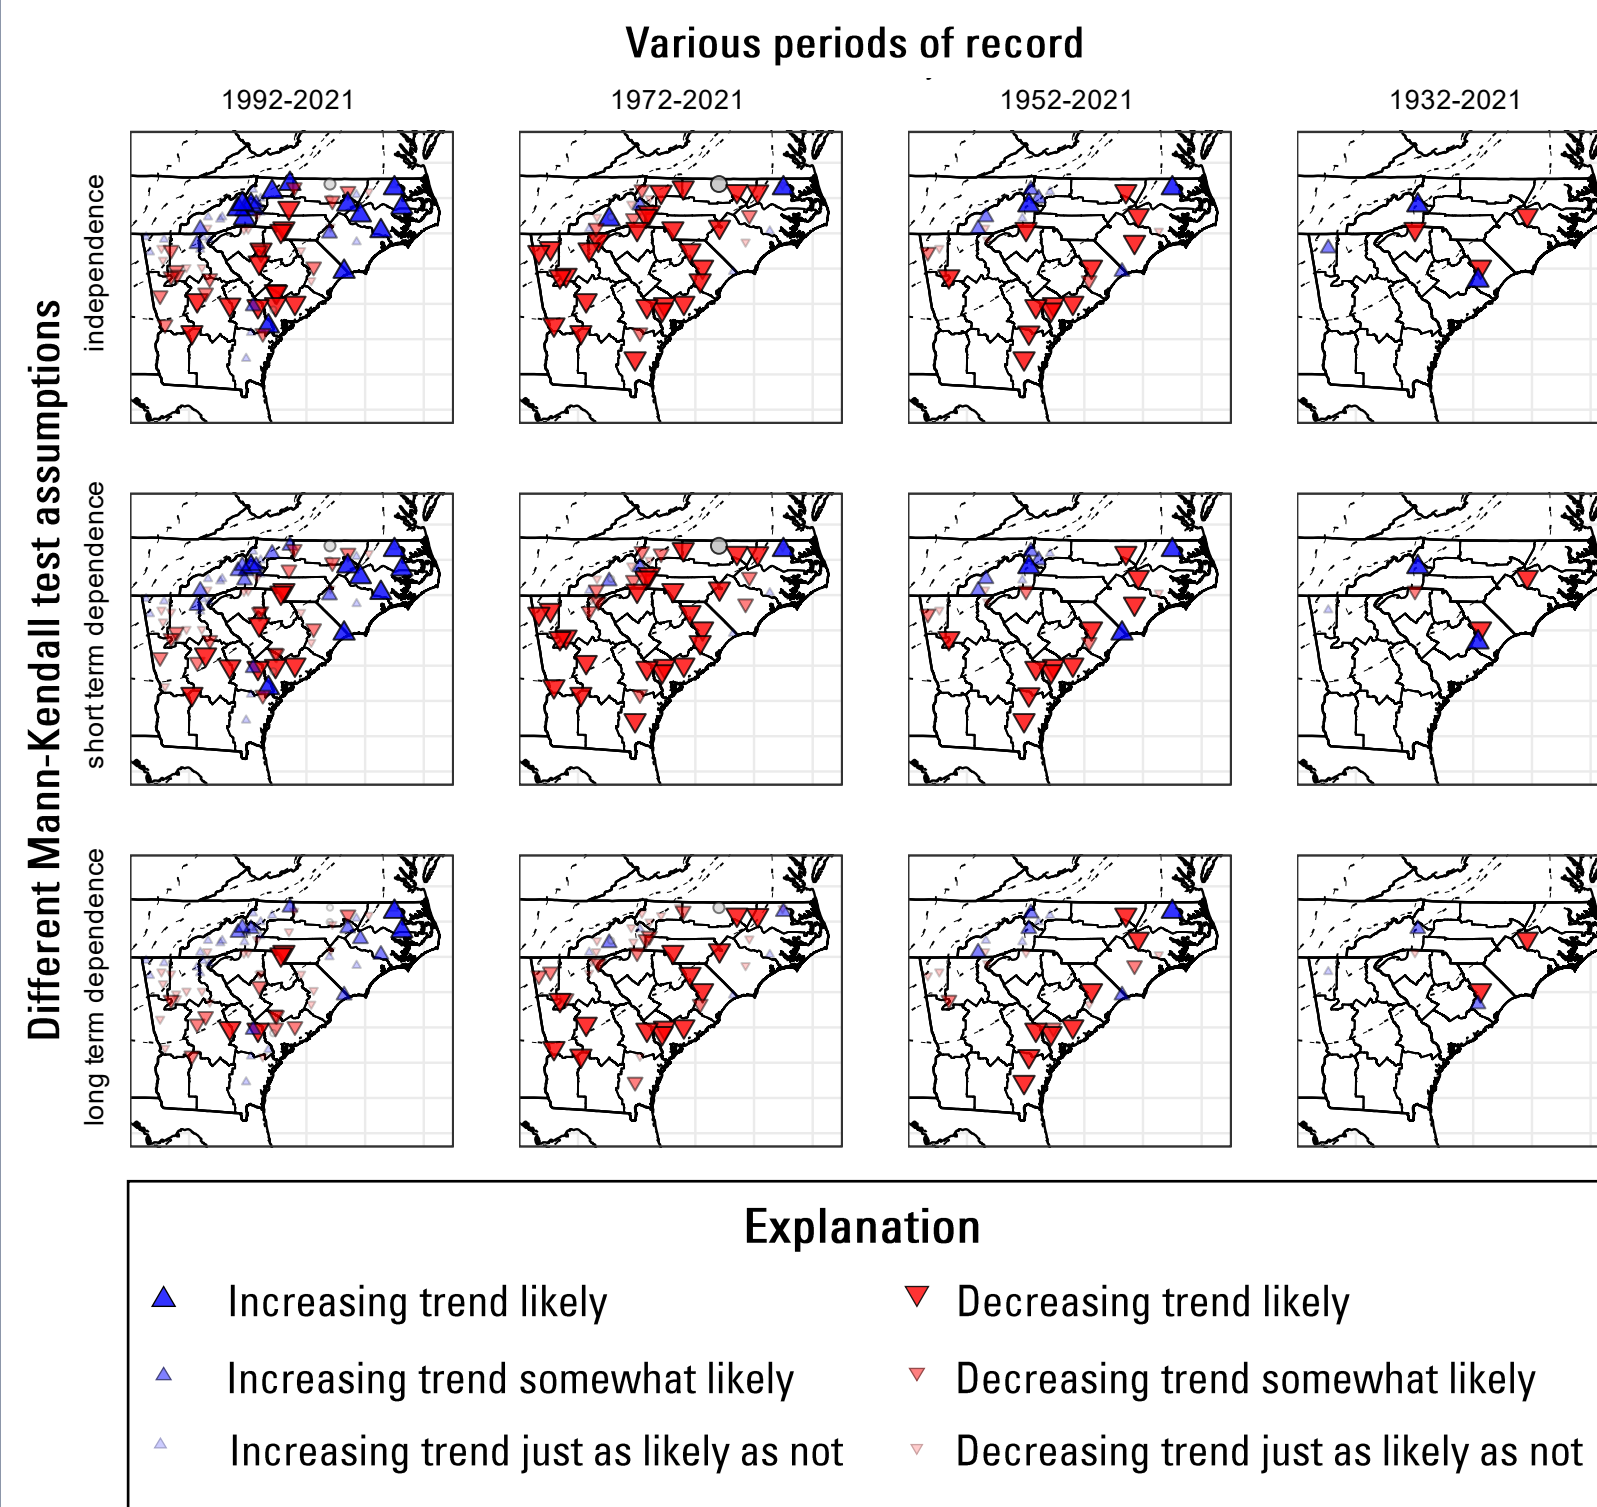 Various periods of record
1992-2021
1972-2021
1952-2021
1932-2021
Different Mann-Kendall test assumptions
independence
short term dependence
long term dependence
Explanation
Increasing trend likely
Decreasing trend likely
Increasing trend somewhat likely
Decreasing trend somewhat likely
Increasing trend just as likely as not
Decreasing trend just as likely as not